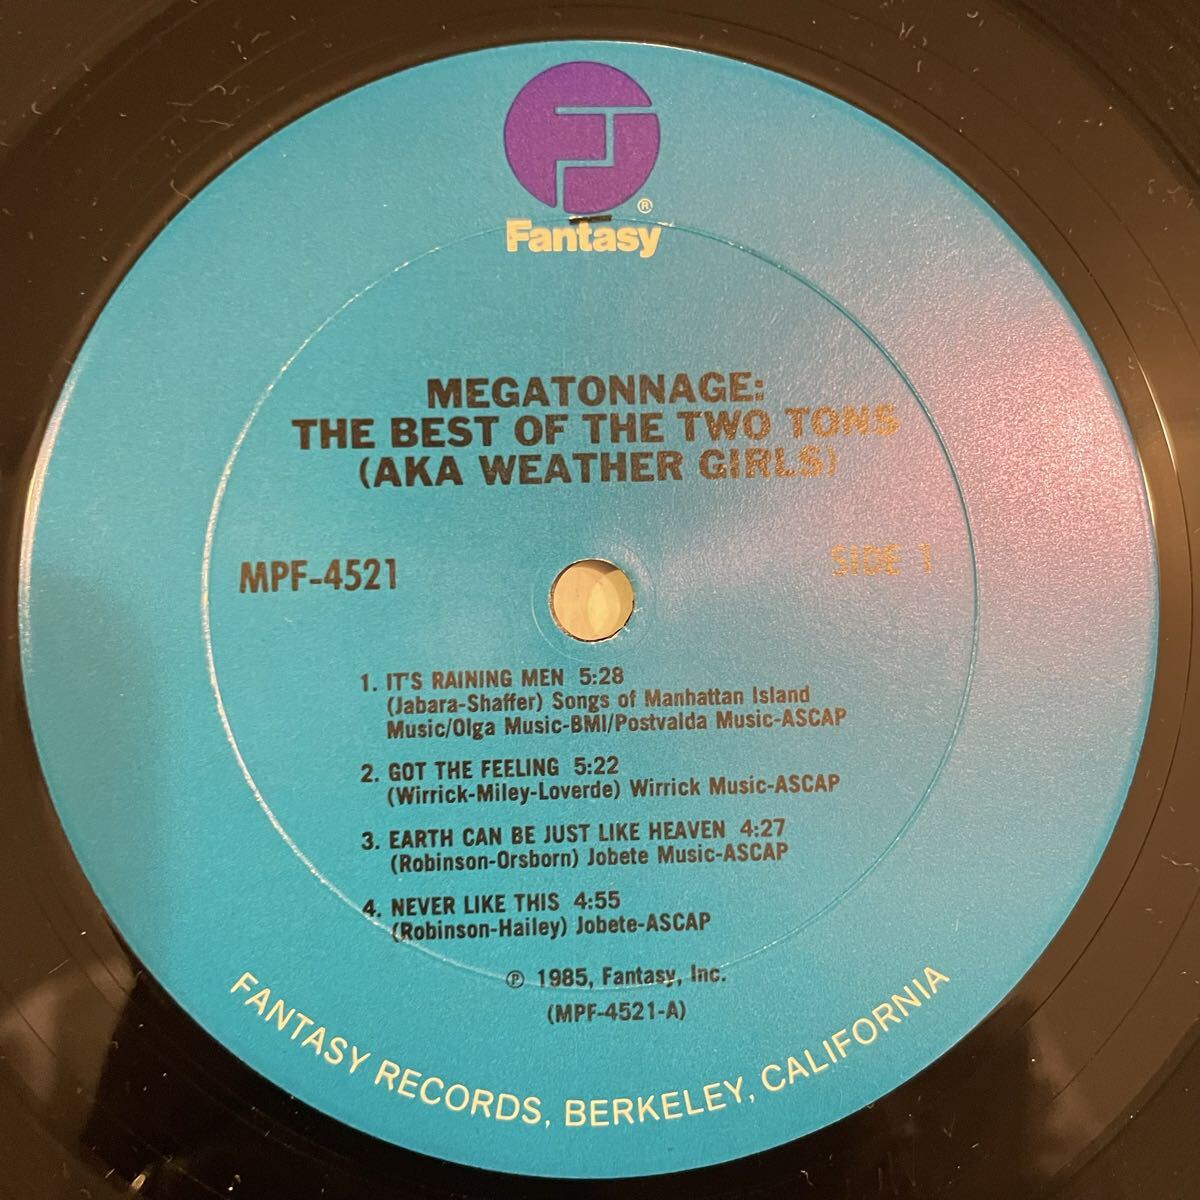 ®
Fantasy
MEGATONNAGE:
THE BEST OF THE TWO TONS
(AKA WEATHER GIRLS)
MPF-4521
SIDE 1
1. IT'S RAINING MEN 5:28
(Jabara-Shaffer) Songs of Manhattan Island
Music/Olga Music-BMI/Postvalda Music-ASCAP
2. GOT THE FEELING 5:22
(Wirrick-Miley-Loverde) Wirrick Music-ASCAP
3. EARTH CAN BE JUST LIKE HEAVEN 4:27
(Robinson-Orsborn) Jobete Music-ASCAP
4. NEVER LIKE THIS 4:55
(Robinson-Hailey) Jobete-ASCAP
℗ 1985, Fantasy, Inc.
(MPF-4521-A)
FANTASY RECORDS, BERKELEY, CALIFORNIA